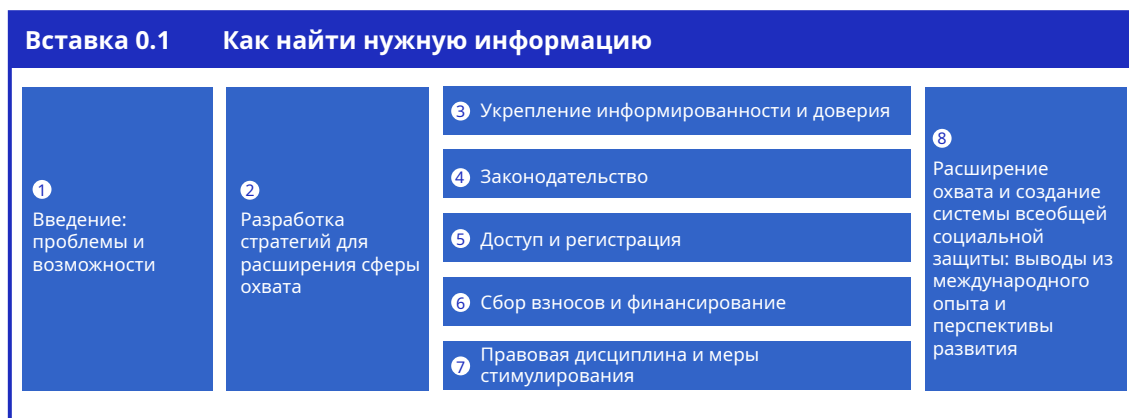 Вставка 0.1 Как найти нужную информацию
1
Введение:
проблемы и
возможности
2
Разработка
стратегий для
расширения сферы
охвата
3 Укрепление информированности и доверия
4 Законодательство
5 Доступ и регистрация
6 Сбор взносов и финансирование
7 Правовая дисциплина и меры
стимулирования
8
Расширение
охвата и создание
системы всеобщей
социальной
защиты: выводы из
международного
опыта и
перспективы
развития